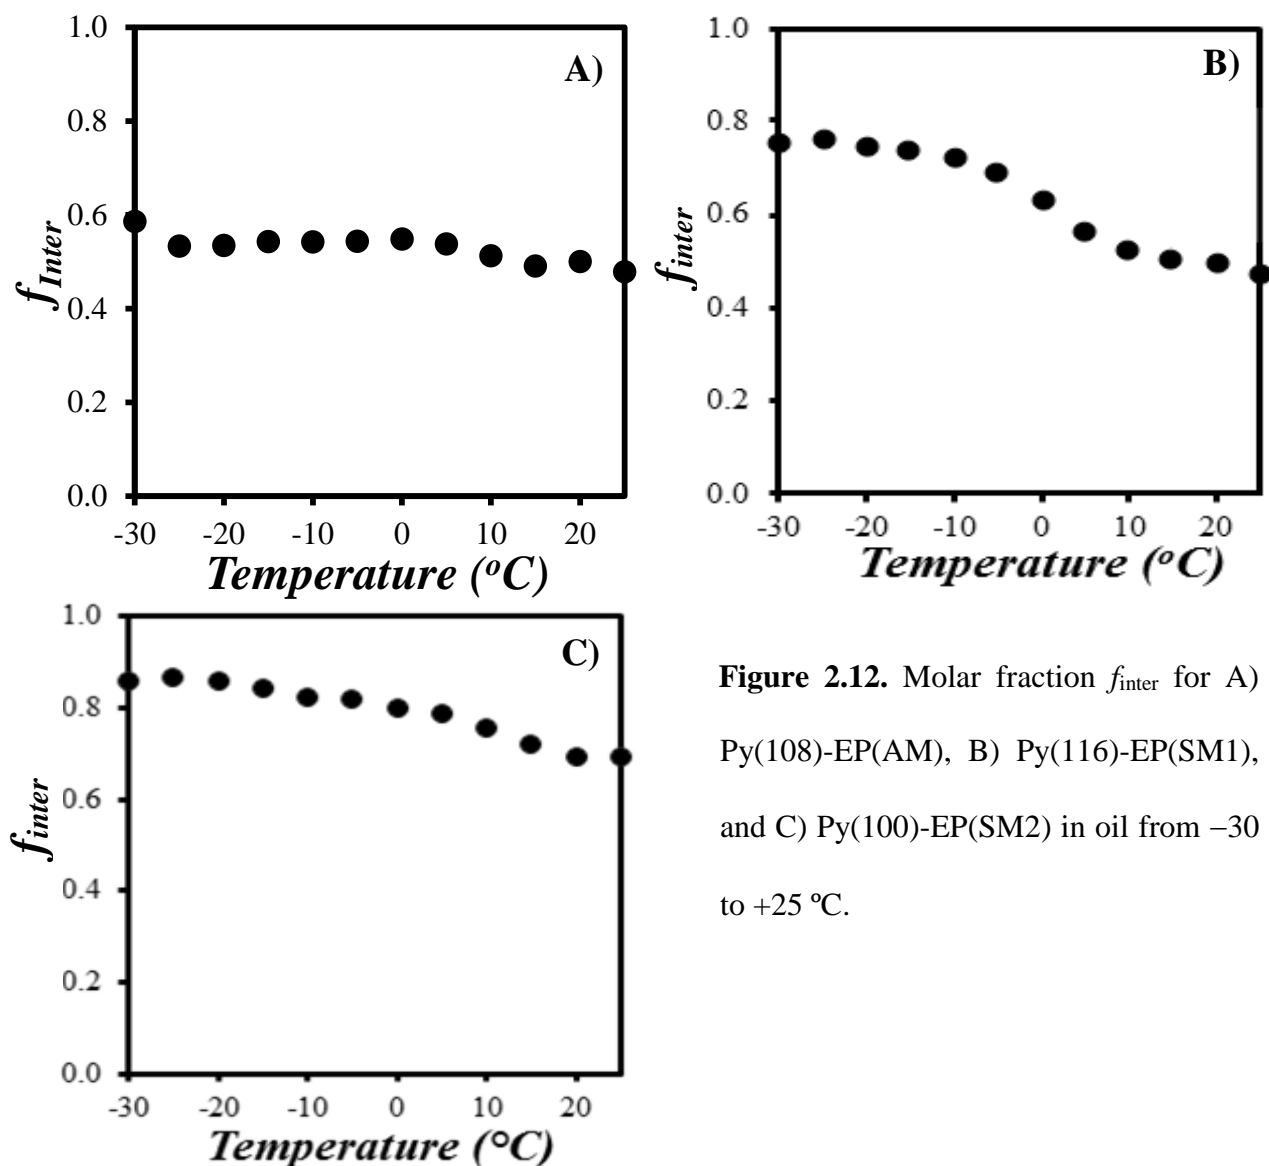 A)
1.0
0.8
0.6
0.4
0.2
0.0
f_Inter
-30 -20 -10 0 10 20
Temperature (°C)
B)
1.0
0.8
0.6
0.4
0.2
0.0
f_inter
-30 -20 -10 0 10 20
Temperature (°C)
C)
1.0
0.8
0.6
0.4
0.2
0.0
f_inter
-30 -20 -10 0 10 20
Temperature (°C)
Figure 2.12. Molar fraction f_inter for A)
Py(108)-EP(AM), B) Py(116)-EP(SM1),
and C) Py(100)-EP(SM2) in oil from −30
to +25 ºC.